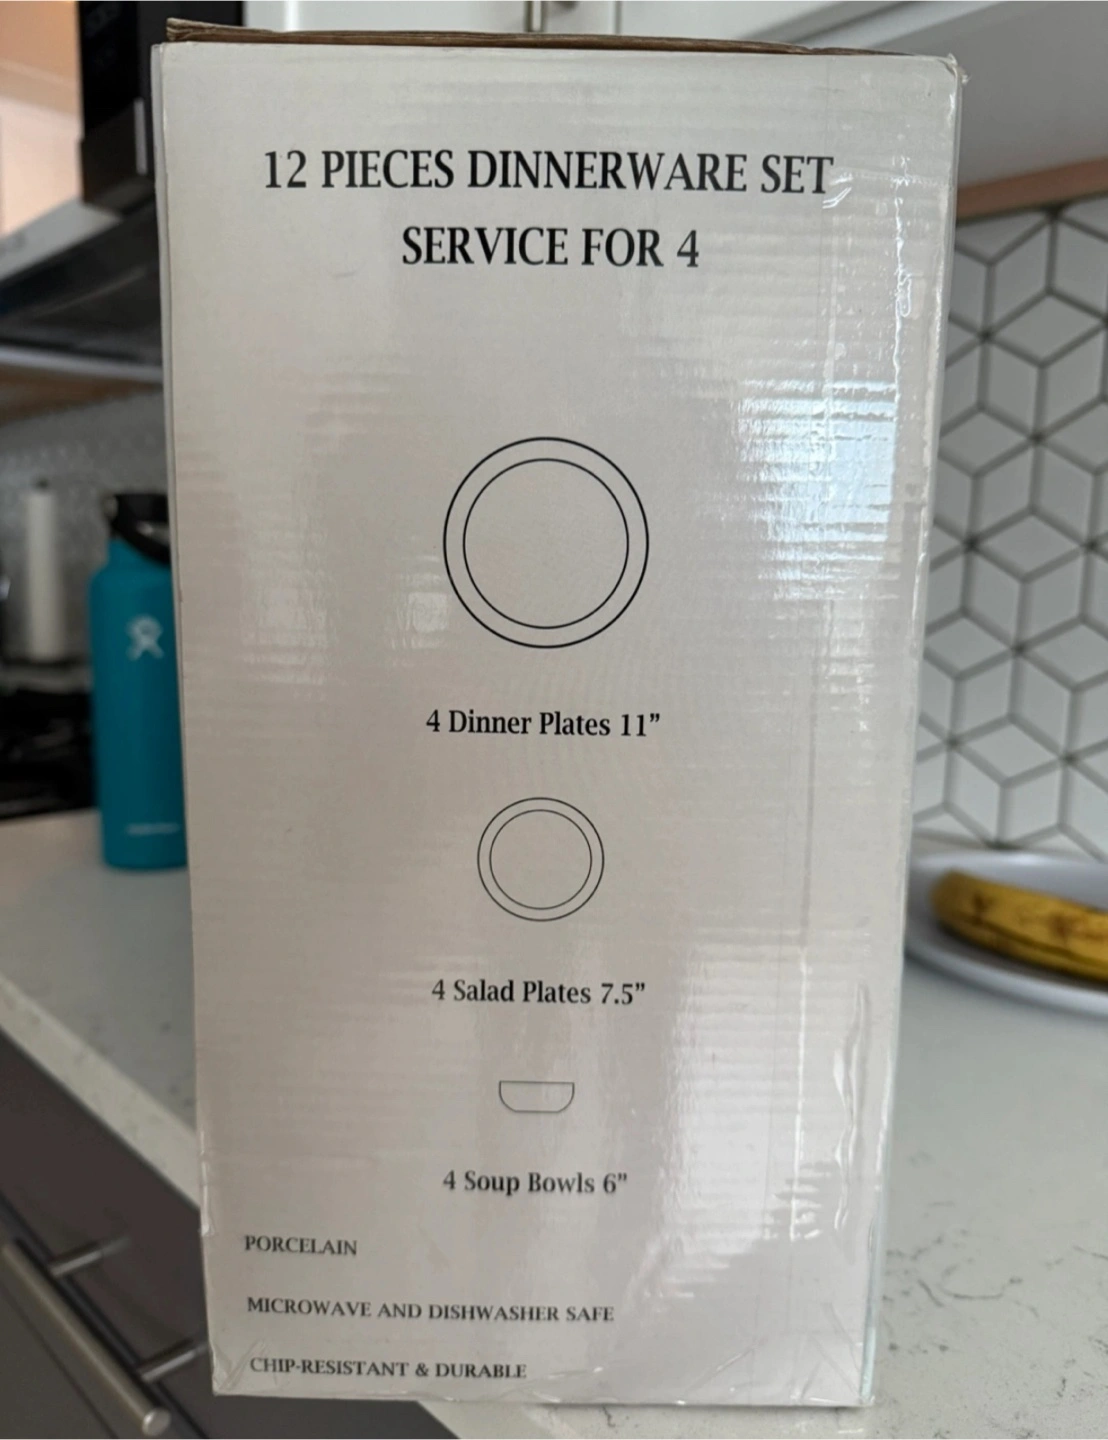 12 PIECES DINNERWARE SET
SERVICE FOR 4
4 Dinner Plates 11”
4 Salad Plates 7.5”
4 Soup Bowls 6”
PORCELAIN
MICROWAVE AND DISHWASHER SAFE
CHIP-RESISTANT & DURABLE